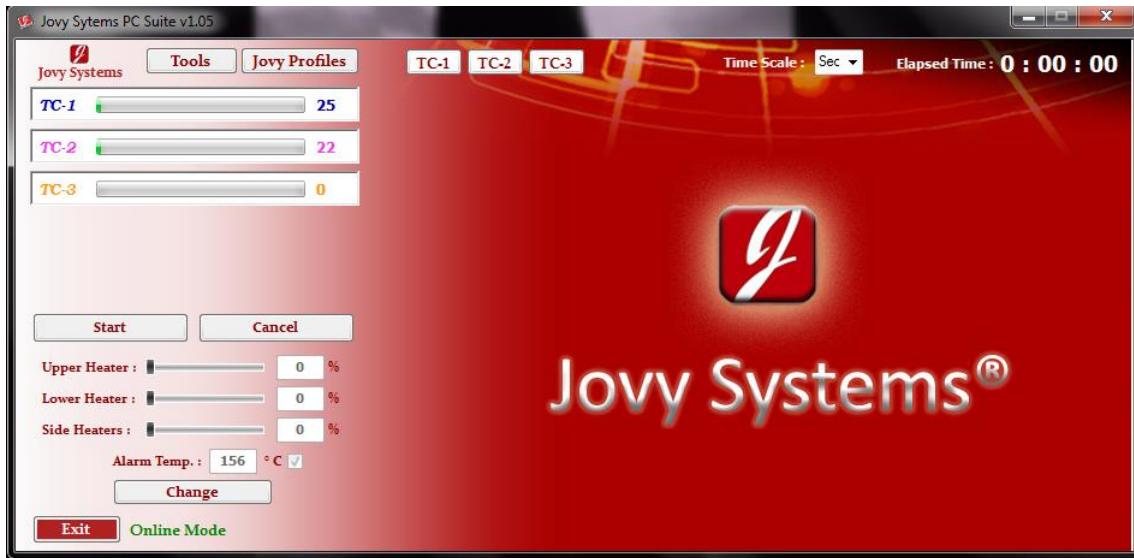 Jovy Sytems PC Suite v1.05
Jovy Systems
Tools
Jovy Profiles
TC-1
TC-2
TC-3
Time Scale :
Sec
Elapsed Time : 0 : 00 : 00
TC-1 25
TC-2 22
TC-3 0
Jovy Systems®
Start
Cancel
Upper Heater : 0 %
Lower Heater : 0 %
Side Heaters : 0 %
Alarm Temp. : 156 ° C
Change
Exit
Online Mode